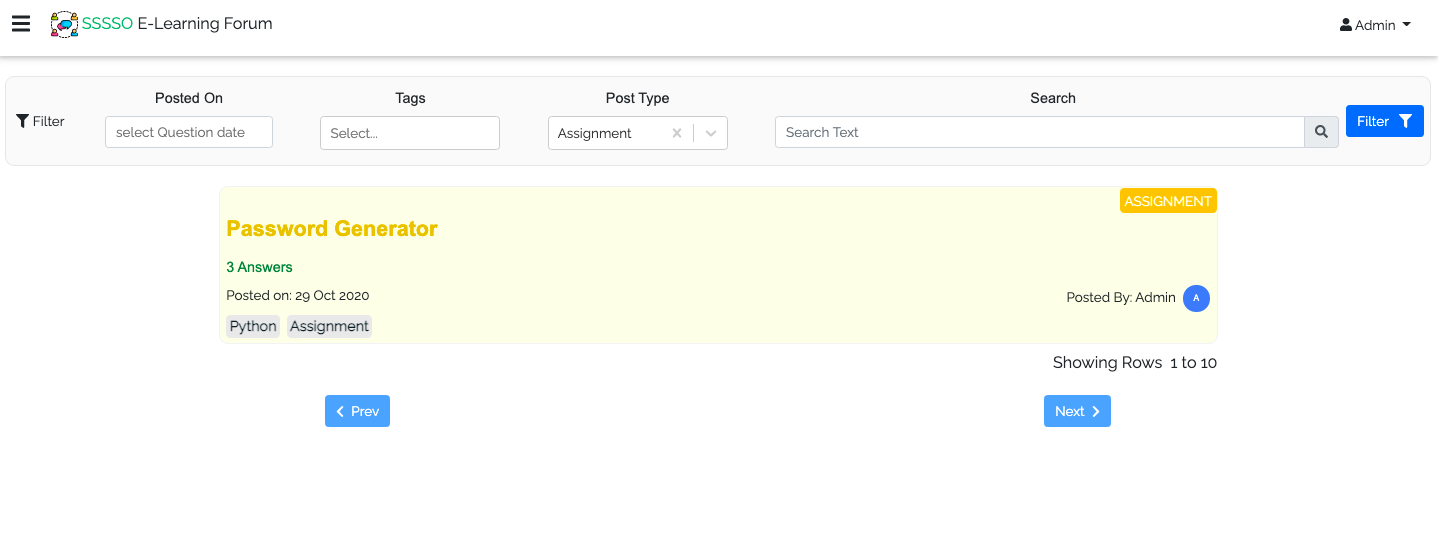 SSSSO E-Learning Forum
Admin
Posted On
Tags
Post Type
Search
Filter
select Question date
Select...
Assignment
Search Text
Filter
ASSIGNMENT
Password Generator
3 Answers
Posted on: 29 Oct 2020
Posted By: Admin A
Python Assignment
Showing Rows 1 to 10
Prev
Next